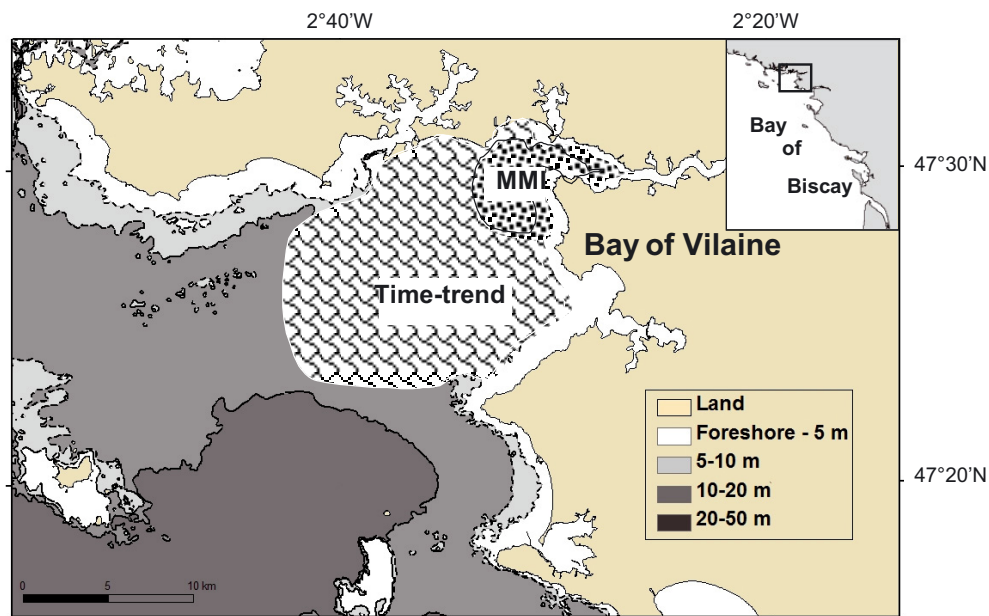 2°40'W
2°20'W
Bay
of
Biscay
47°30'N
MML
Bay of Vilaine
Time-trend
Land
Foreshore - 5 m
5-10 m
10-20 m
20-50 m
47°20'N
0 5 10 km